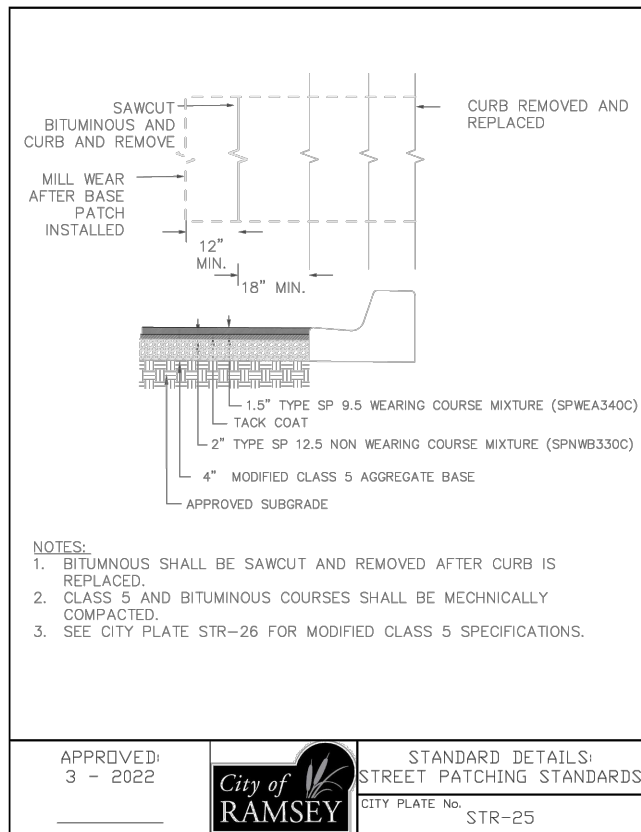 SAWCUT
BITUMINOUS AND
CURB AND REMOVE
CURB REMOVED AND
REPLACED
MILL WEAR
AFTER BASE
PATCH
INSTALLED
12"
MIN.
18" MIN.
1.5" TYPE SP 9.5 WEARING COURSE MIXTURE (SPWEA340C)
TACK COAT
2" TYPE SP 12.5 NON WEARING COURSE MIXTURE (SPNWB330C)
4" MODIFIED CLASS 5 AGGREGATE BASE
APPROVED SUBGRADE
NOTES:
1. BITUMNOUS SHALL BE SAWCUT AND REMOVED AFTER CURB IS
REPLACED.
2. CLASS 5 AND BITUMINOUS COURSES SHALL BE MECHNICALLY
COMPACTED.
3. SEE CITY PLATE STR-26 FOR MODIFIED CLASS 5 SPECIFICATIONS.
APPROVED:
3 - 2022
City of
RAMSEY
STANDARD DETAILS:
STREET PATCHING STANDARDS
CITY PLATE No.
STR-25